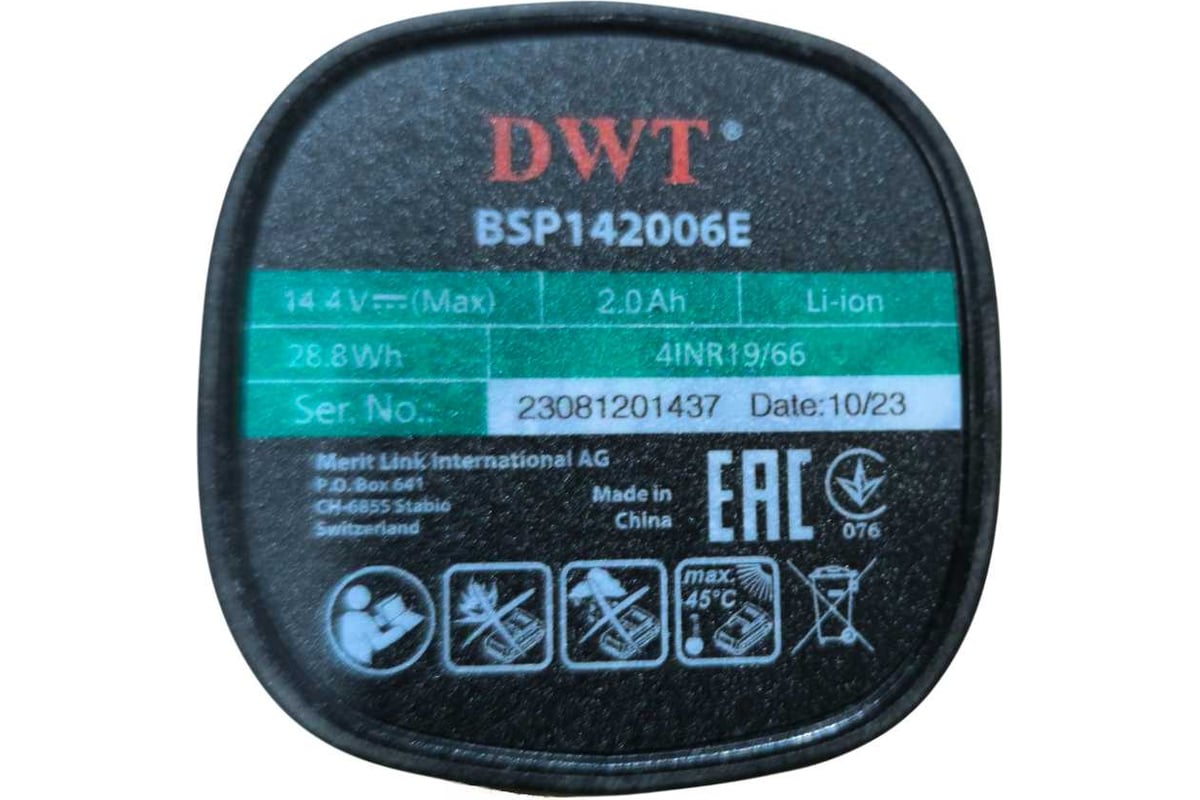 DWT®
BSP142006E
14.4V⎓(Max) 2.0Ah Li-ion
28.8Wh 4INR19/66
Ser. No.: 23081201437 Date:10/23
Merit Link International AG
P.O. Box 641
CH-6855 Stabio
Switzerland
Made in
China
EAC
076
max.
45°C